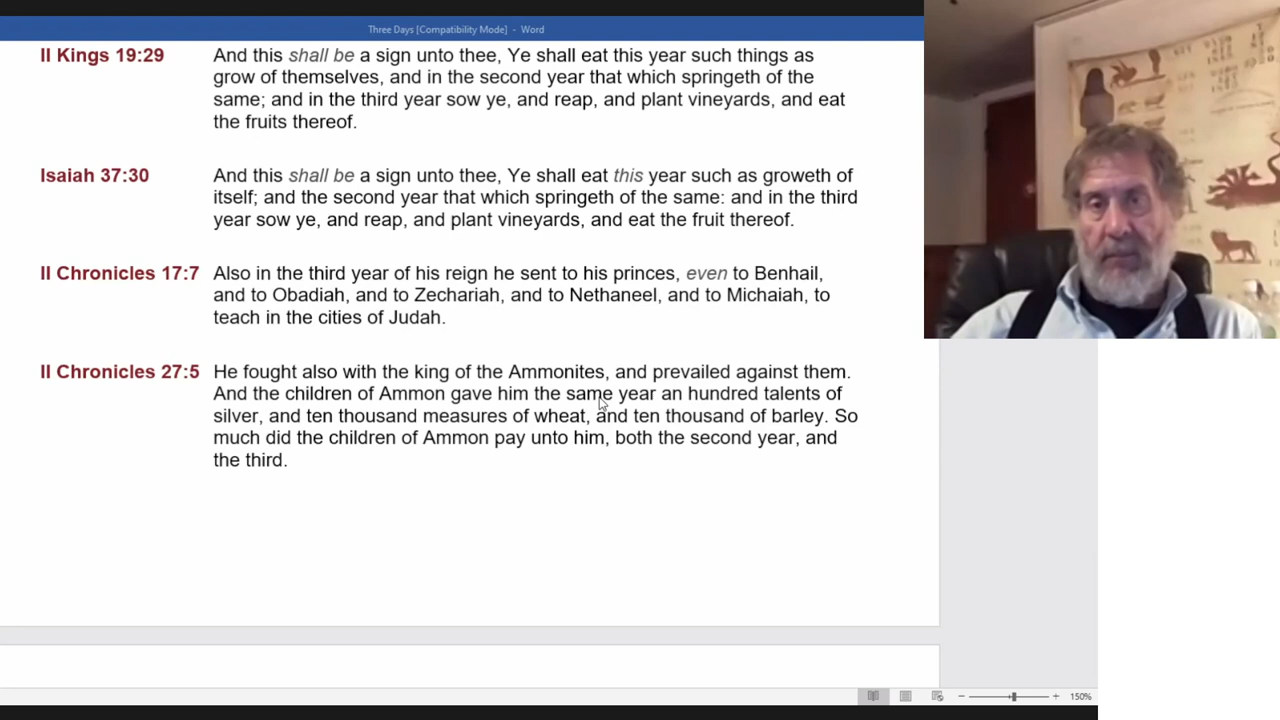 Three Days [Compatibility Mode] - Word
II Kings 19:29 And this shall be a sign unto thee, Ye shall eat this year such things as
grow of themselves, and in the second year that which springeth of the
same; and in the third year sow ye, and reap, and plant vineyards, and eat
the fruits thereof.
Isaiah 37:30 And this shall be a sign unto thee, Ye shall eat this year such as groweth of
itself; and the second year that which springeth of the same: and in the third
year sow ye, and reap, and plant vineyards, and eat the fruit thereof.
II Chronicles 17:7 Also in the third year of his reign he sent to his princes, even to Benhail,
and to Obadiah, and to Zechariah, and to Nethaneel, and to Michaiah, to
teach in the cities of Judah.
II Chronicles 27:5 He fought also with the king of the Ammonites, and prevailed against them.
And the children of Ammon gave him the same year an hundred talents of
silver, and ten thousand measures of wheat, and ten thousand of barley. So
much did the children of Ammon pay unto him, both the second year, and
the third.
150%